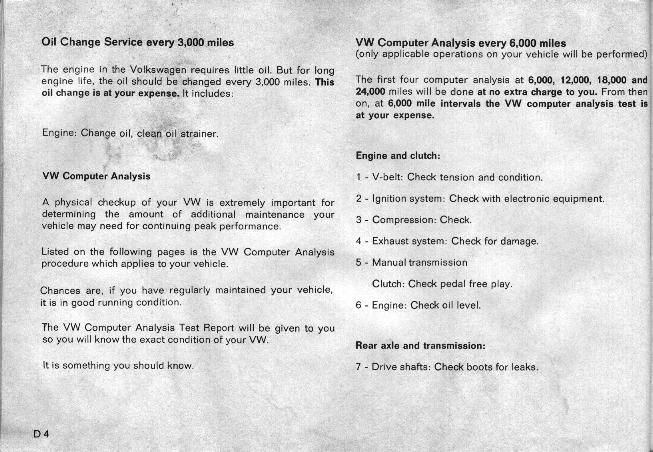 Oil Change Service every 3,000 miles
The engine in the Volkswagen requires little oil. But for long
engine life, the oil should be changed every 3,000 miles. This
oil change is at your expense. It includes:
Engine: Change oil, clean oil strainer.
VW Computer Analysis
A physical checkup of your VW is extremely important for
determining the amount of additional maintenance your
vehicle may need for continuing peak performance.
Listed on the following pages is the VW Computer Analysis
procedure which applies to your vehicle.
Chances are, if you have regularly maintained your vehicle,
it is in good running condition.
The VW Computer Analysis Test Report will be given to you
so you will know the exact condition of your VW.
It is something you should know.
D 4
VW Computer Analysis every 6,000 miles
(only applicable operations on your vehicle will be performed)
The first four computer analysis at 6,000, 12,000, 18,000 and
24,000 miles will be done at no extra charge to you. From then
on, at 6,000 mile intervals the VW computer analysis test is
at your expense.
Engine and clutch:
1 - V-belt: Check tension and condition.
2 - Ignition system: Check with electronic equipment.
3 - Compression: Check.
4 - Exhaust system: Check for damage.
5 - Manual transmission
Clutch: Check pedal free play.
6 - Engine: Check oil level.
Rear axle and transmission:
7 - Drive shafts: Check boots for leaks.